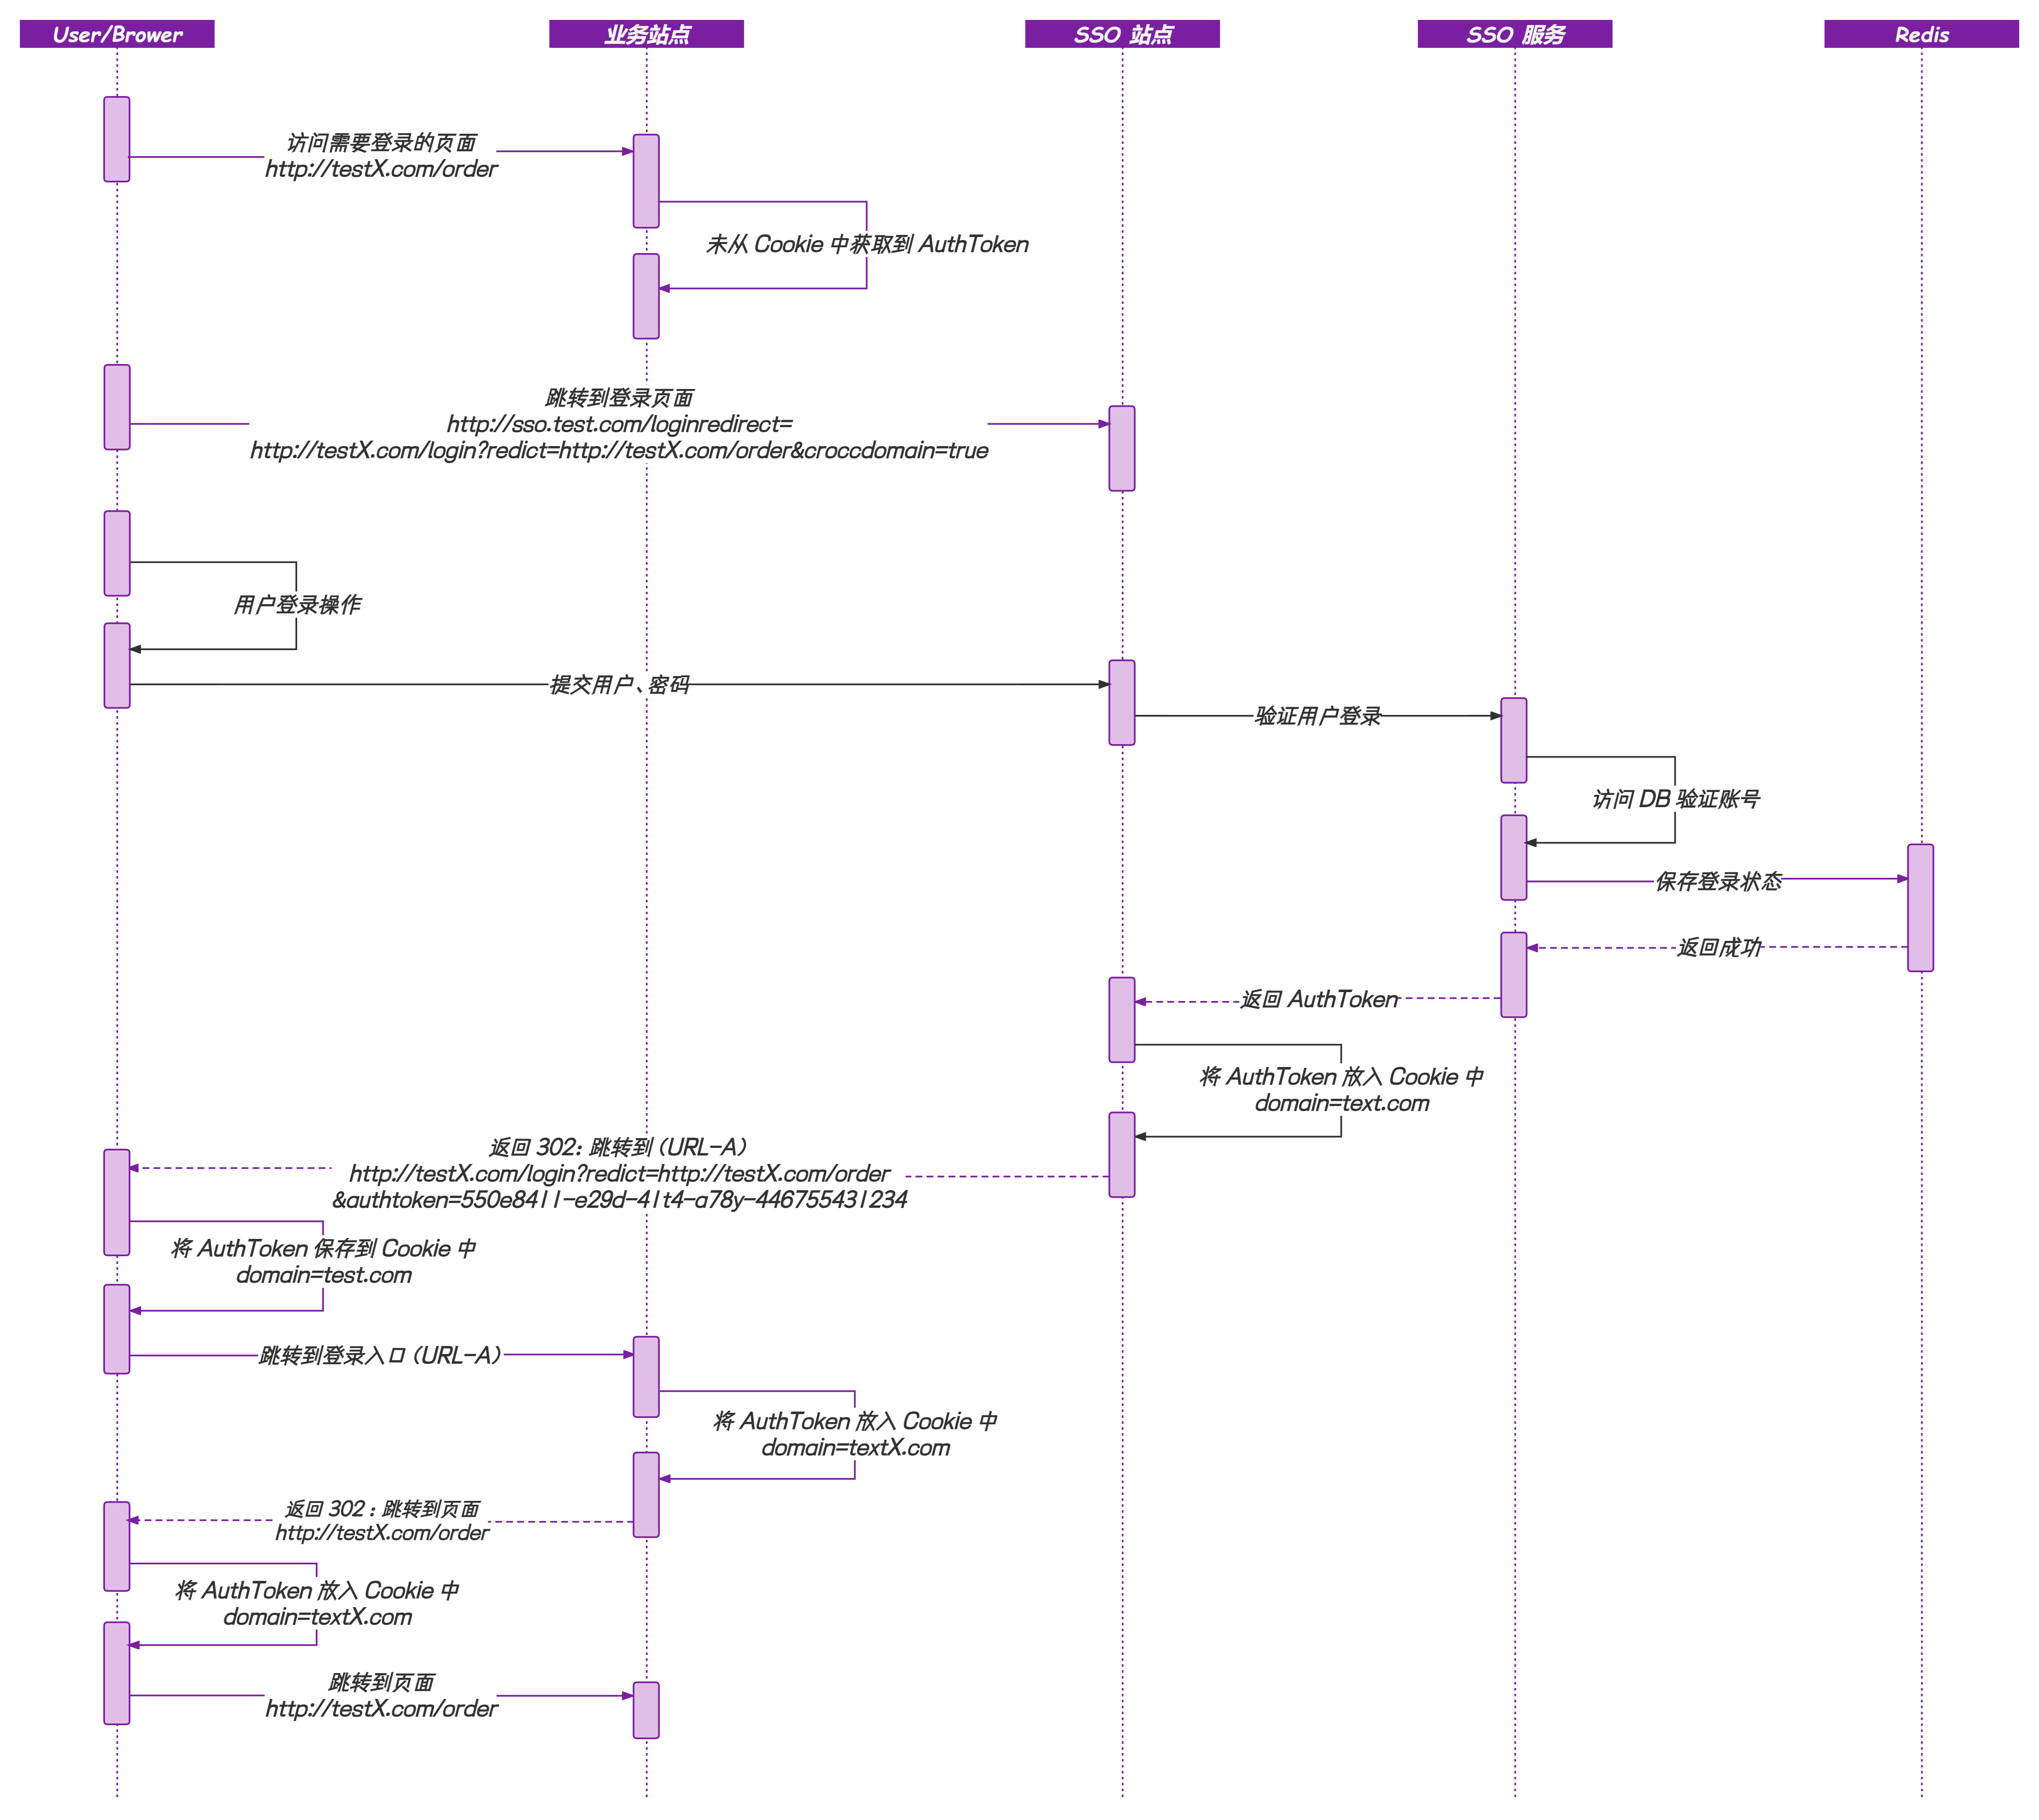 User/Brower
业务站点
SSO 站点
SSO 服务
Redis
访问需要登录的页面
http://testX.com/order
未从 Cookie 中获取到 AuthToken
跳转到登录页面
http://sso.test.com/loginredirect=
http://testX.com/login?redict=http://testX.com/order&croccdomain=true
用户登录操作
提交用户、密码
验证用户登录
访问 DB 验证账号
保存登录状态
返回成功
返回 AuthToken
将 AuthToken 放入 Cookie 中
domain=text.com
返回 302: 跳转到 (URL-A)
http://testX.com/login?redict=http://testX.com/order
&authtoken=550e8411-e29d-41t4-a78y-446755431234
将 AuthToken 保存到 Cookie 中
domain=test.com
跳转到登录入口 (URL-A)
将 AuthToken 放入 Cookie 中
domain=textX.com
返回 302 : 跳转到页面
http://testX.com/order
将 AuthToken 放入 Cookie 中
domain=textX.com
跳转到页面
http://testX.com/order